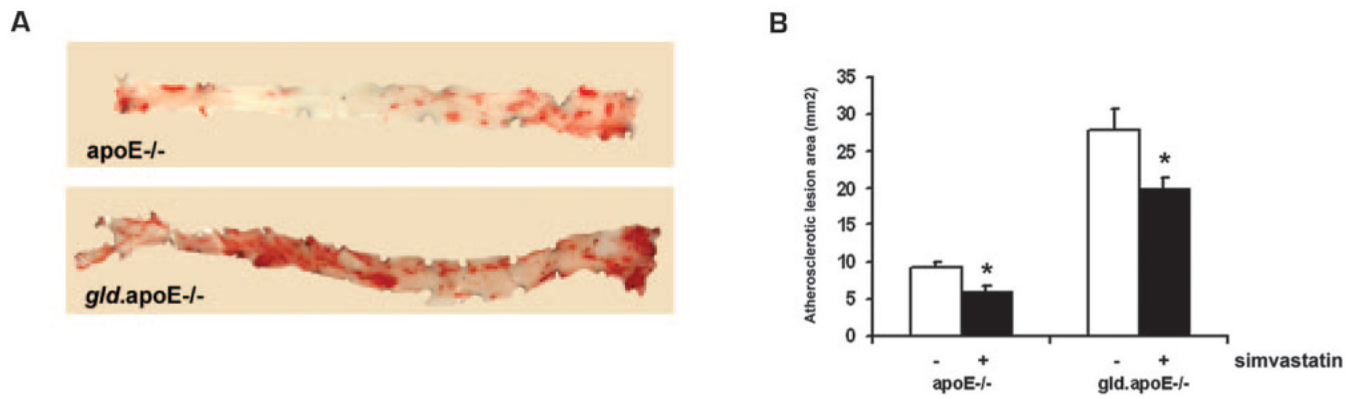 A
apoE-/-
gld.apoE-/-
B
Atherosclerotic lesion area (mm2)
35
30
25
20
15
10
5
0
*
*
- + - + simvastatin
apoE-/- gld.apoE-/-